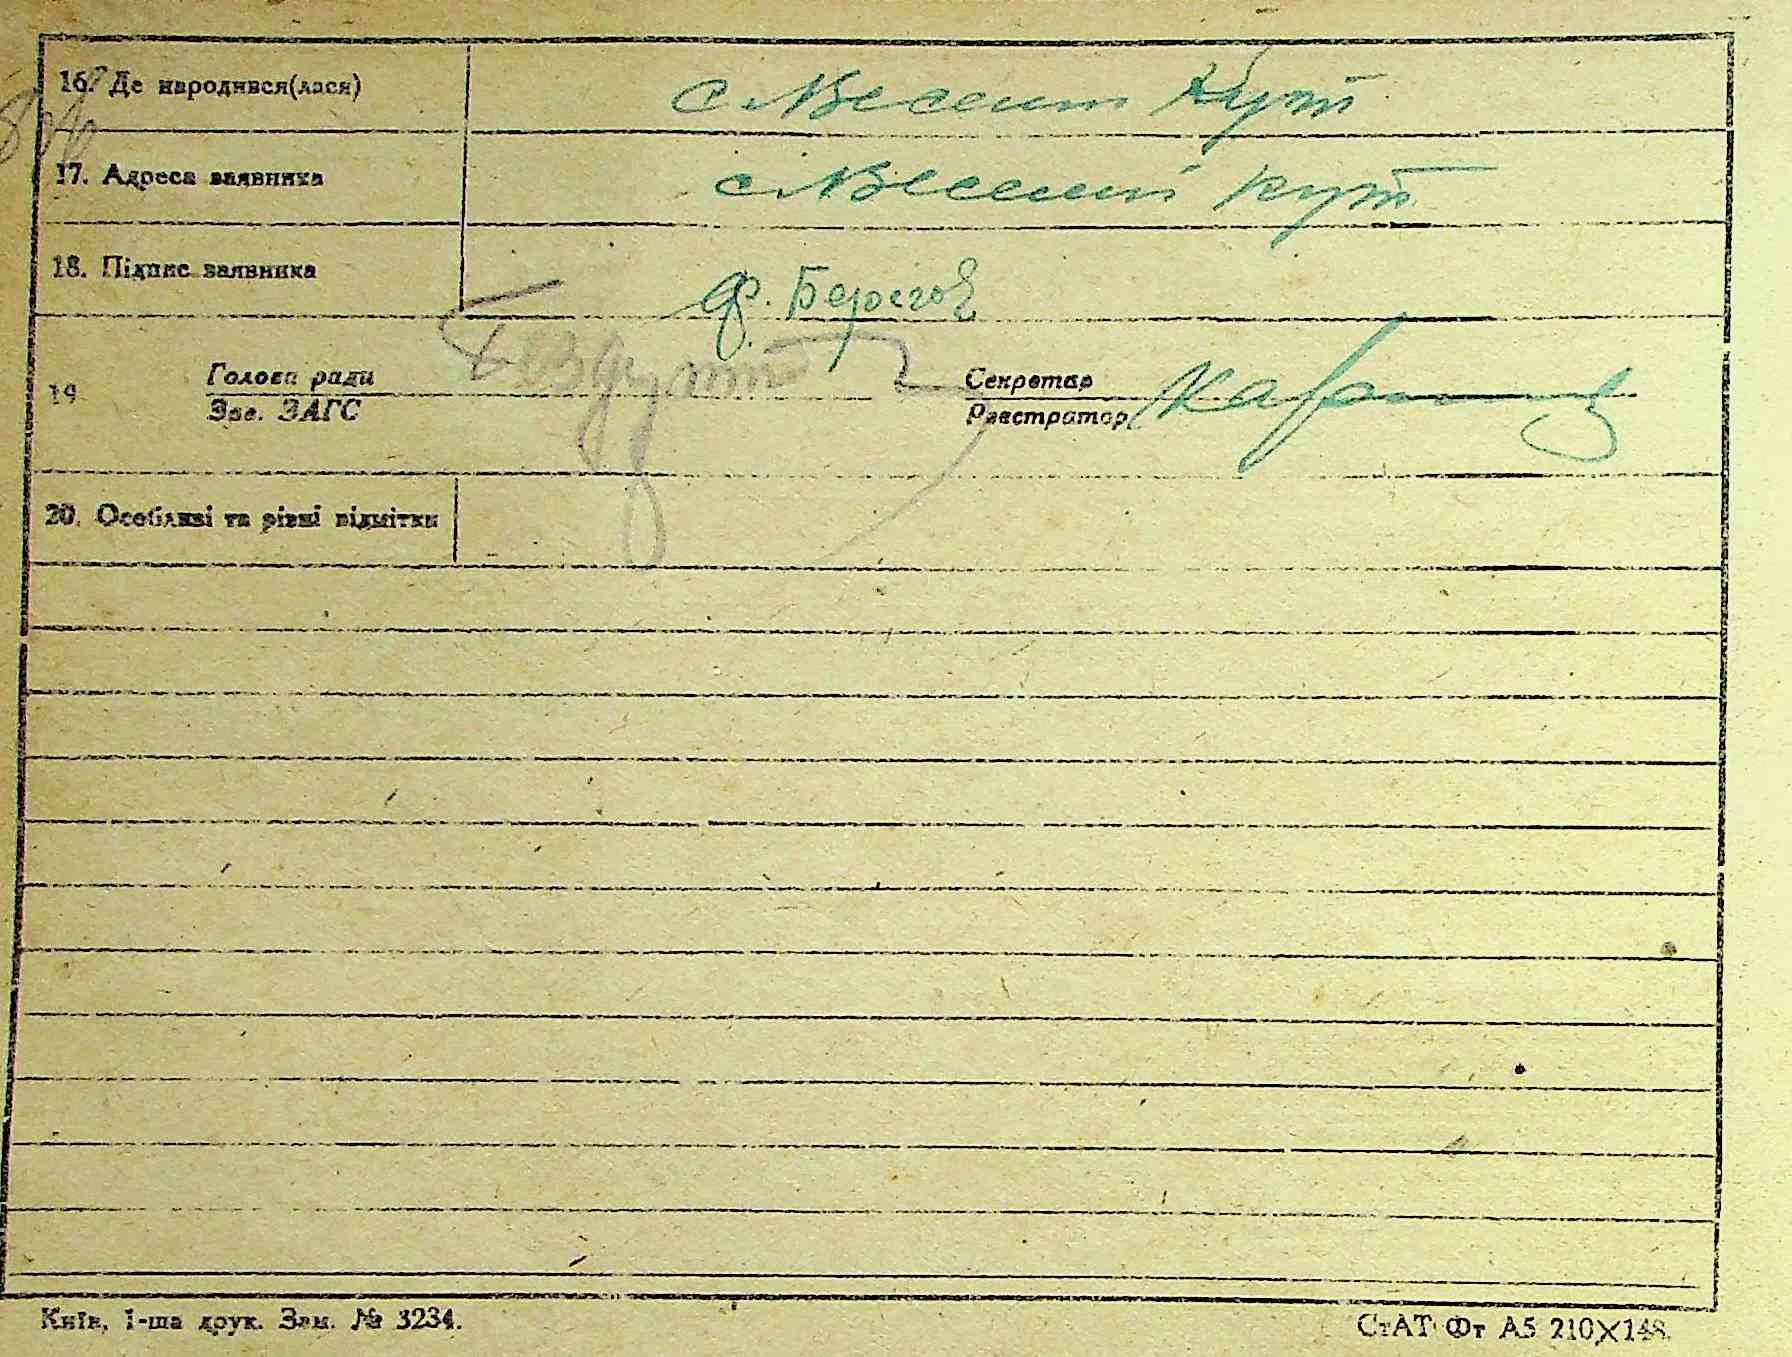 16. Де народився(лася) с Веселий Кут
17. Адреса заявника с Веселий Кут
18. Підпис заявника Ф. Берегов
19 Голова ради Секретар
Зав. ЗАГС Реєстратор
20. Особливі та різні відмітки
Київ, 1-ша друк. Зам. № 3234.
СтАТ Фт А5 210×148.